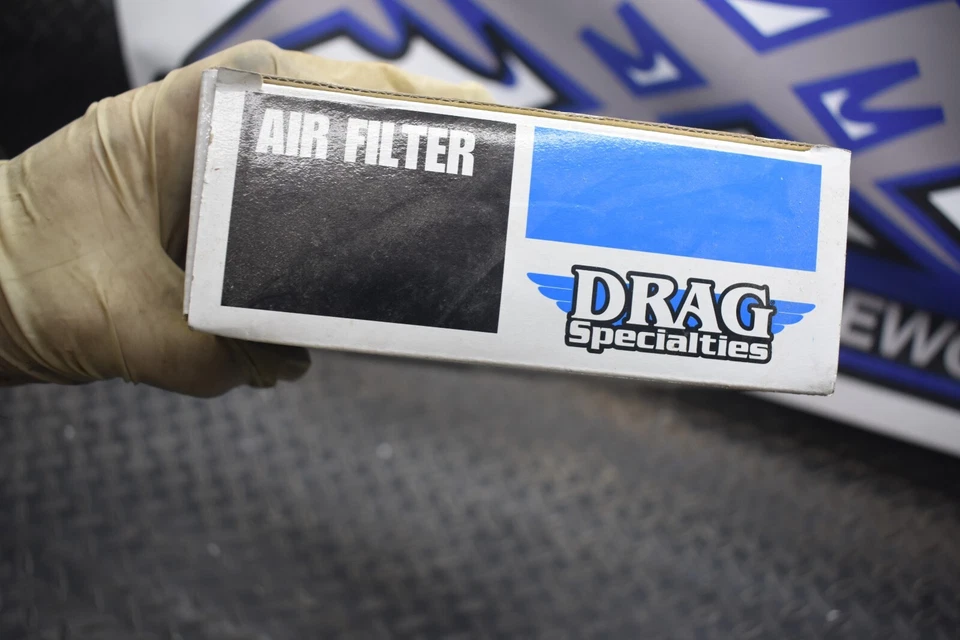 AIR FILTER
DRAG
Specialties